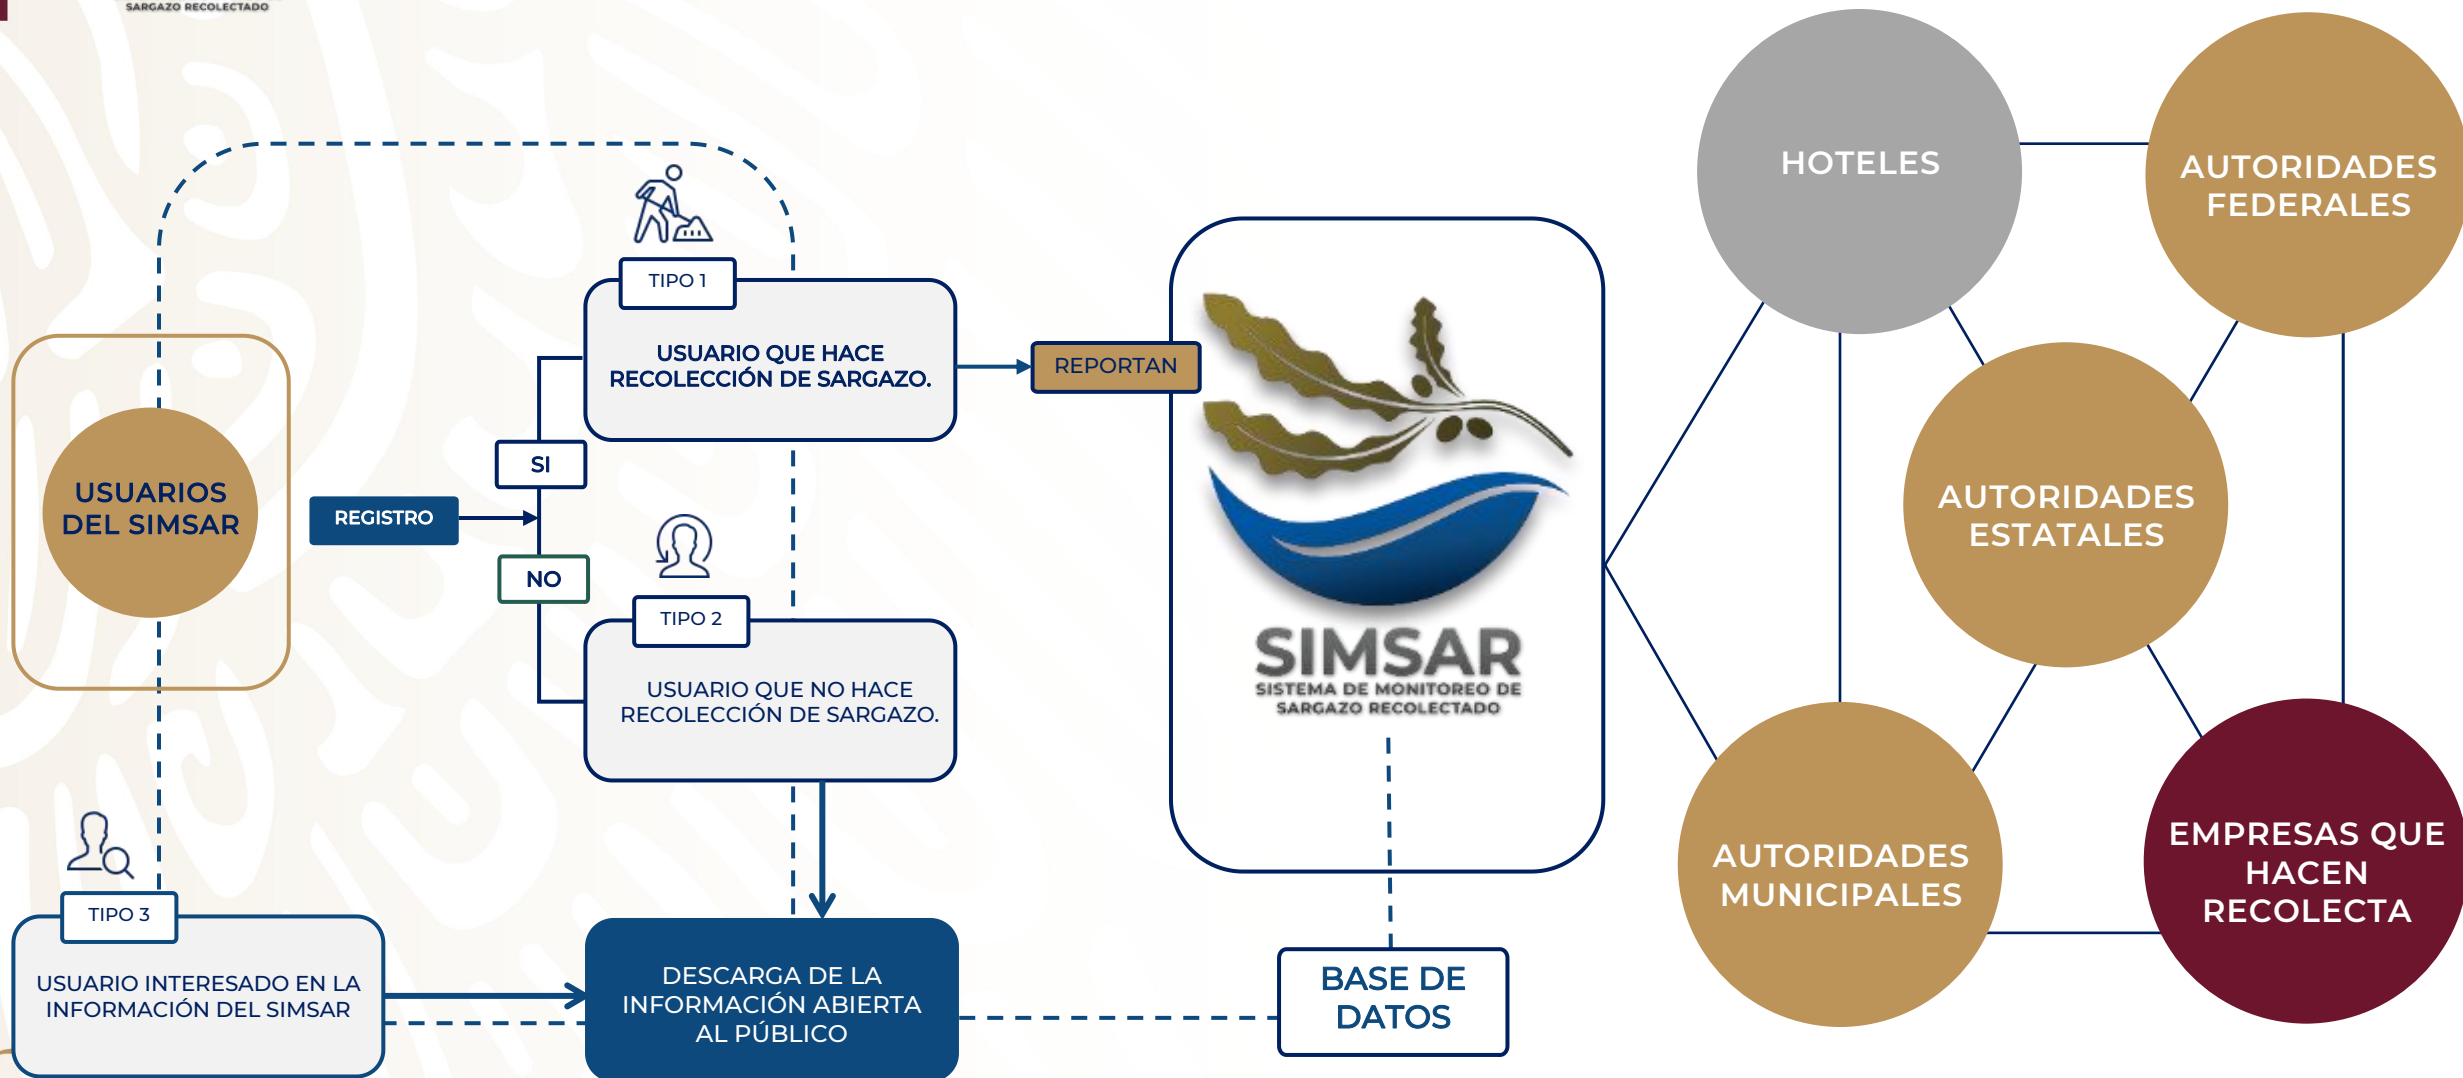 SARGAZO RECOLECTADO
USUARIOS
DEL SIMSAR
REGISTRO
SI
NO
TIPO 1
USUARIO QUE HACE
RECOLECCIÓN DE SARGAZO.
TIPO 2
USUARIO QUE NO HACE
RECOLECCIÓN DE SARGAZO.
TIPO 3
USUARIO INTERESADO EN LA
INFORMACIÓN DEL SIMSAR
DESCARGA DE LA
INFORMACIÓN ABIERTA
AL PÚBLICO
REPORTAN
SIMSAR
SISTEMA DE MONITOREO DE
SARGAZO RECOLECTADO
BASE DE
DATOS
HOTELES
AUTORIDADES
FEDERALES
AUTORIDADES
ESTATALES
AUTORIDADES
MUNICIPALES
EMPRESAS QUE
HACEN
RECOLECTA